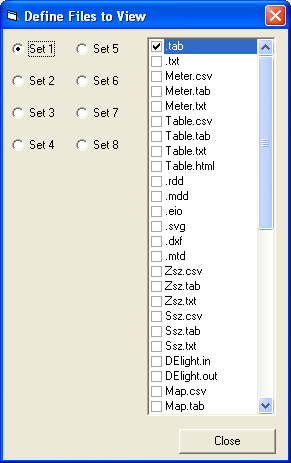 Define Files to View
Set 1
Set 5
Set 2
Set 6
Set 3
Set 7
Set 4
Set 8
.tab
.txt
Meter.csv
Meter.tab
Meter.txt
Table.csv
Table.tab
Table.txt
Table.html
.rdd
.mdd
.eio
.svg
.dxf
.mtd
Zsz.csv
Zsz.tab
Zsz.txt
Ssz.csv
Ssz.tab
Ssz.txt
DElight.in
DElight.out
Map.csv
Map.tab
Close